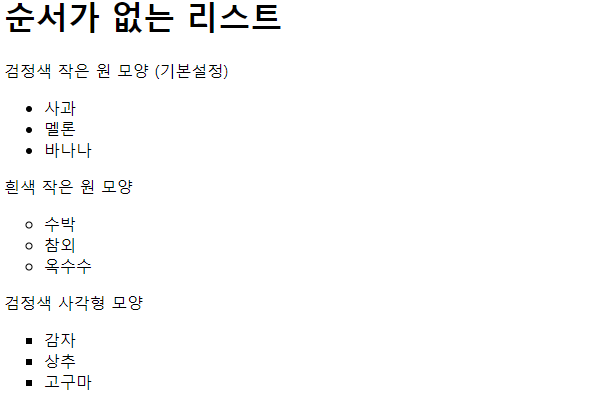 순서가 없는 리스트
검정색 작은 원 모양 (기본설정)
사과
멜론
바나나
흰색 작은 원 모양
수박
참외
옥수수
검정색 사각형 모양
감자
상추
고구마